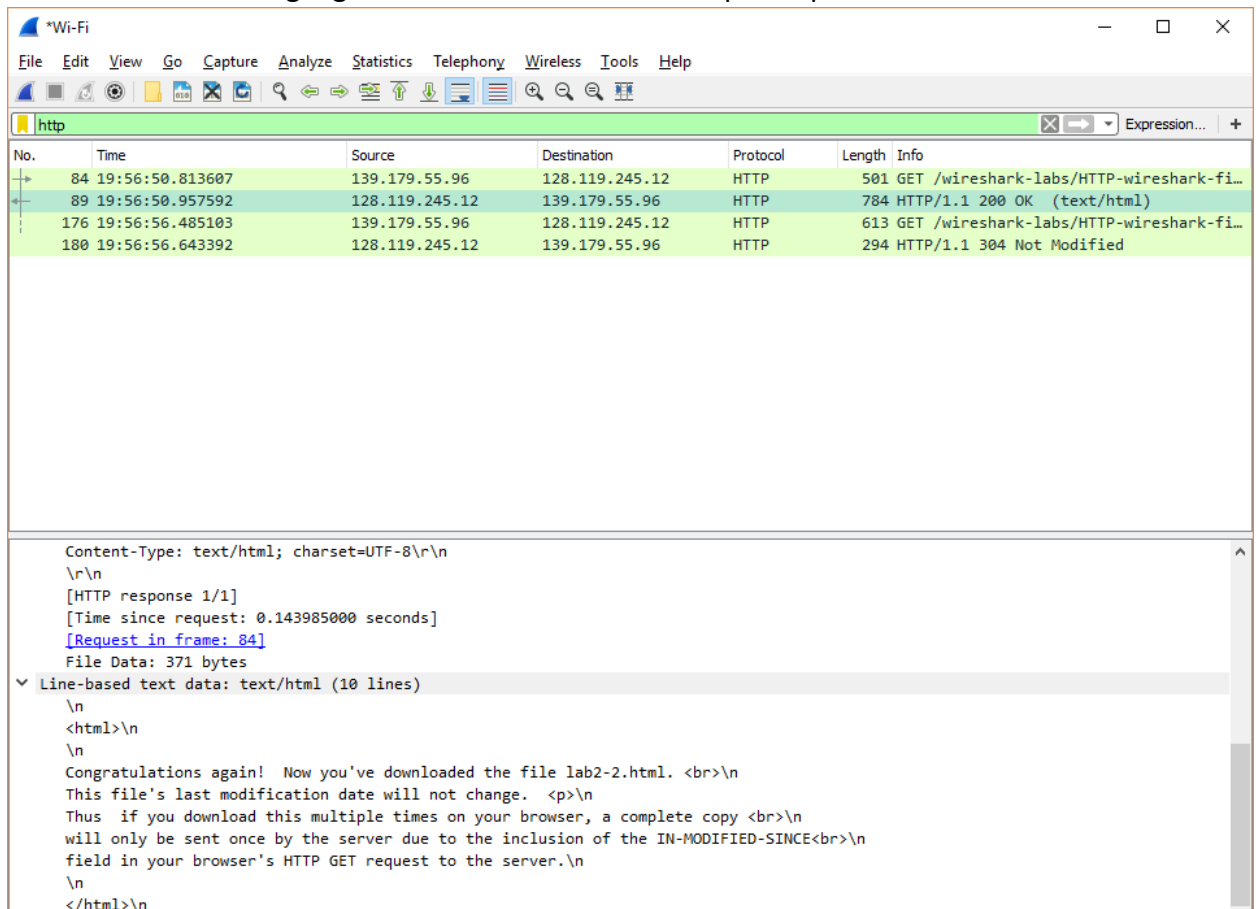 *Wi-Fi
File Edit View Go Capture Analyze Statistics Telephony Wireless Tools Help
http Expression... +
No. Time Source Destination Protocol Length Info
84 19:56:50.813607 139.179.55.96 128.119.245.12 HTTP 501 GET /wireshark-labs/HTTP-wireshark-fi…
89 19:56:50.957592 128.119.245.12 139.179.55.96 HTTP 784 HTTP/1.1 200 OK (text/html)
176 19:56:56.485103 139.179.55.96 128.119.245.12 HTTP 613 GET /wireshark-labs/HTTP-wireshark-fi…
180 19:56:56.643392 128.119.245.12 139.179.55.96 HTTP 294 HTTP/1.1 304 Not Modified
Content-Type: text/html; charset=UTF-8\r\n
\r\n
[HTTP response 1/1]
[Time since request: 0.143985000 seconds]
[Request in frame: 84]
File Data: 371 bytes
Line-based text data: text/html (10 lines)
\n
<html>\n
\n
Congratulations again!  Now you've downloaded the file lab2-2.html. <br>\n
This file's last modification date will not change.  <p>\n
Thus  if you download this multiple times on your browser, a complete copy <br>\n
will only be sent once by the server due to the inclusion of the IN-MODIFIED-SINCE<br>\n
field in your browser's HTTP GET request to the server.\n
\n
</html>\n